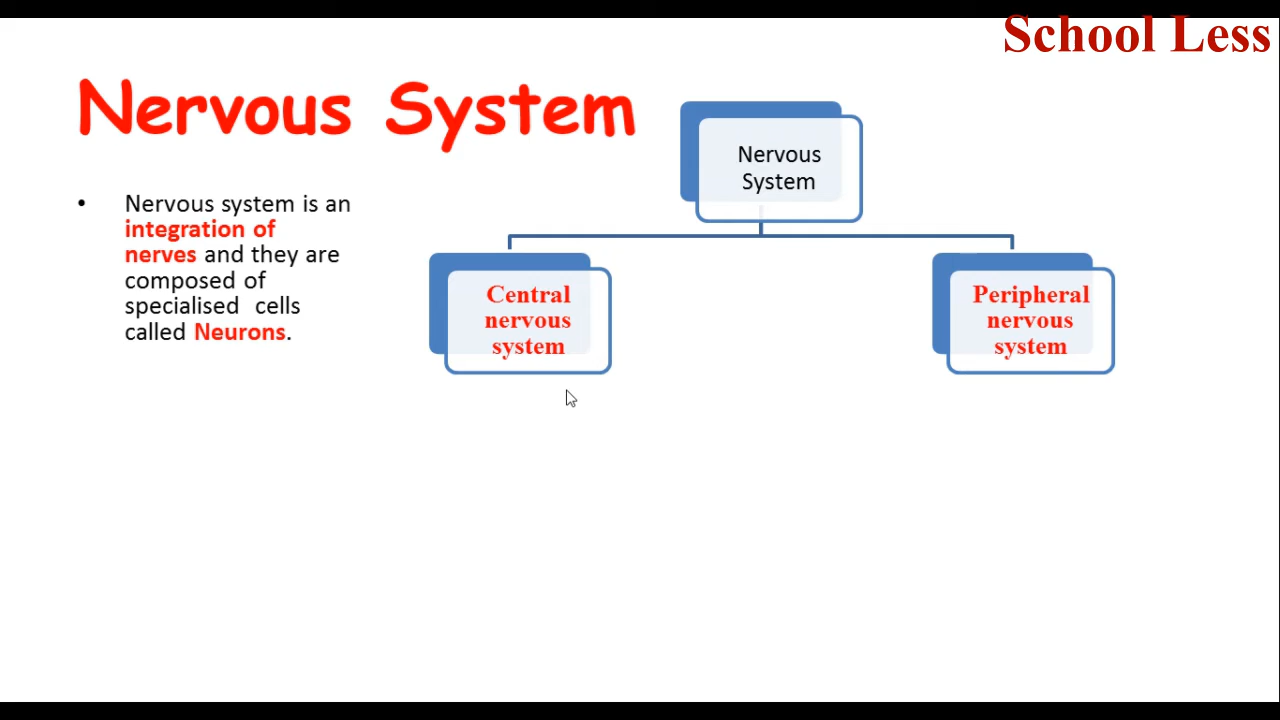 School Less
Nervous System
• Nervous system is an
integration of
nerves and they are
composed of
specialised cells
called Neurons.
Nervous
System
Central
nervous
system
Peripheral
nervous
system